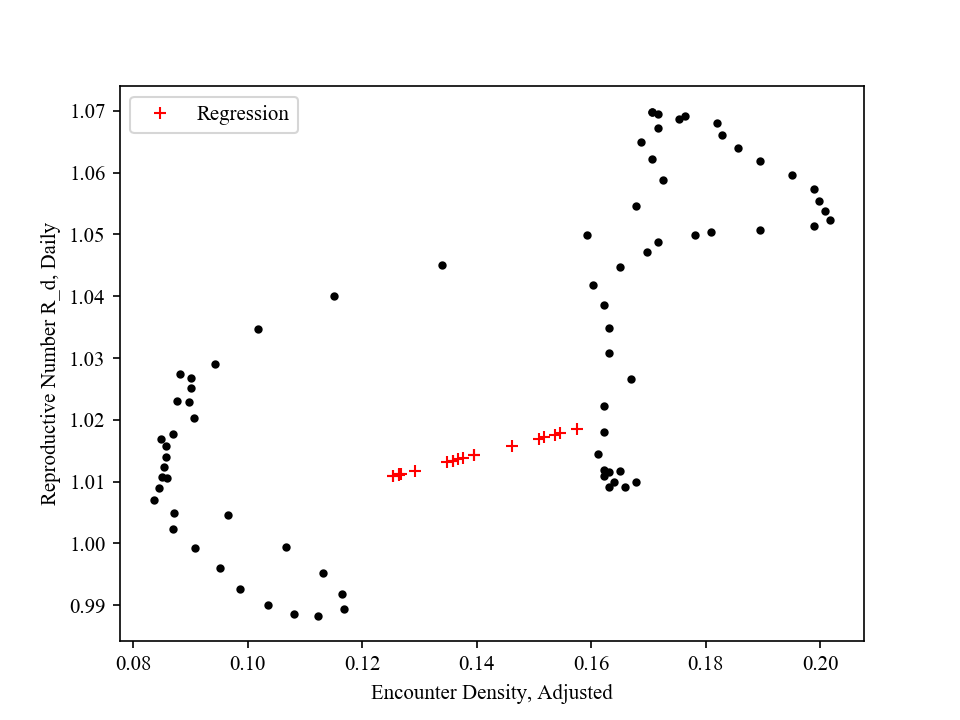 Regression
1.07
1.06
1.05
1.04
1.03
1.02
1.01
1.00
0.99
Reproductive Number R_d, Daily
0.08 0.10 0.12 0.14 0.16 0.18 0.20
Encounter Density, Adjusted